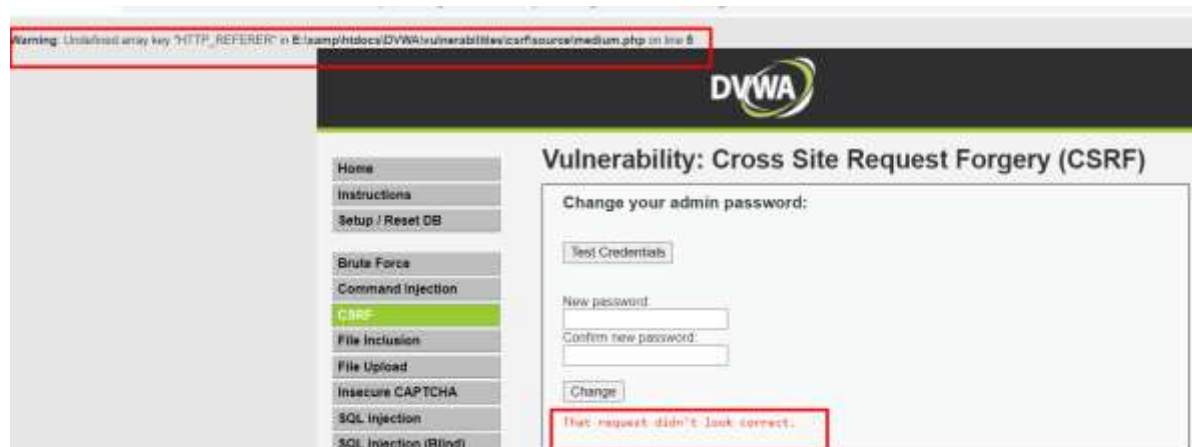 Warning: Undefined array key "HTTP_REFERER" in E:\xampp\htdocs\DVWA\vulnerabilities\csrf\source\medium.php on line 5
DVWA
Vulnerability: Cross Site Request Forgery (CSRF)
Home
Instructions
Setup / Reset DB
Brute Force
Command Injection
CSRF
File Inclusion
File Upload
Insecure CAPTCHA
SQL Injection
SQL Injection (Blind)
Change your admin password:
Test Credentials
New password:
Confirm new password:
Change
That request didn't look correct.